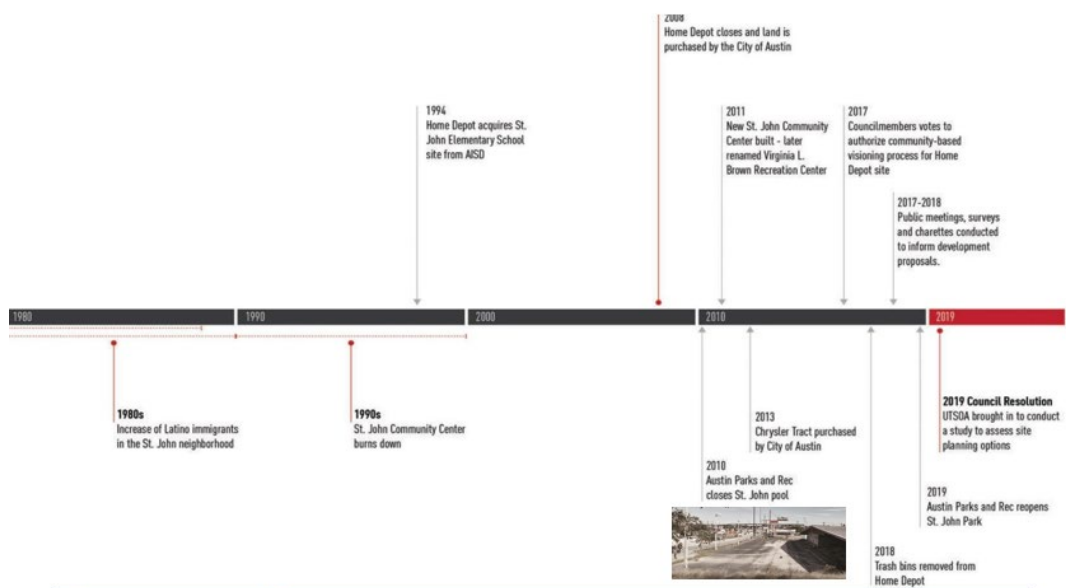 2008
Home Depot closes and land is
purchased by the City of Austin
1994
Home Depot acquires St.
John Elementary School
site from AISD
2011
New St. John Community
Center built - later
renamed Virginia L.
Brown Recreation Center
2017
Councilmembers votes to
authorize community-based
visioning process for Home
Depot site
2017-2018
Public meetings, surveys
and charettes conducted
to inform development
proposals.
1980
1990
2000
2010
2019
1980s
Increase of Latino immigrants
in the St. John neighborhood
1990s
St. John Community Center
burns down
2013
Chrysler Tract purchased
by City of Austin
2010
Austin Parks and Rec
closes St. John pool
2019 Council Resolution
UTSOA brought in to conduct
a study to assess site
planning options
2019
Austin Parks and Rec reopens
St. John Park
2018
Trash bins removed from
Home Depot